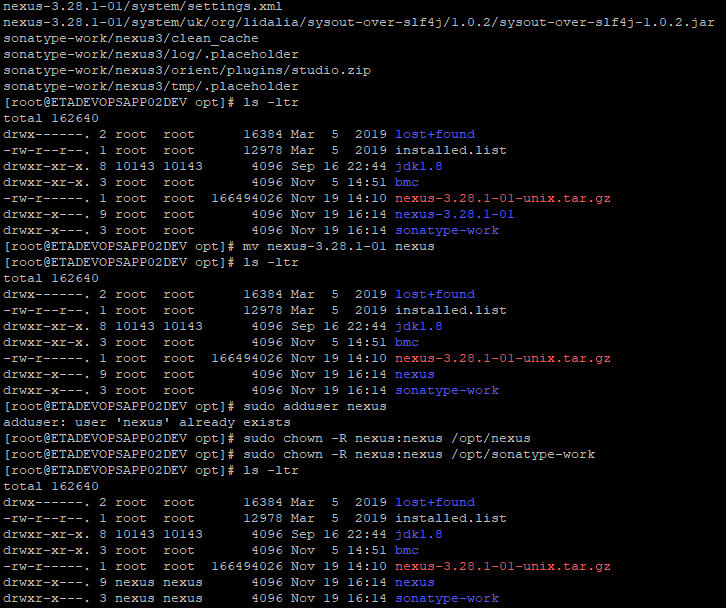 nexus-3.28.1-01/system/settings.xml
nexus-3.28.1-01/system/uk/org/lidalia/sysout-over-slf4j/1.0.2/sysout-over-slf4j-1.0.2.jar
sonatype-work/nexus3/clean_cache
sonatype-work/nexus3/log/.placeholder
sonatype-work/nexus3/orient/plugins/studio.zip
sonatype-work/nexus3/tmp/.placeholder
[root@ETADEVOPSAPP02DEV opt]# ls -ltr
total 162640
drwx------. 2 root  root      16384 Mar  5  2019 lost+found
-rw-r--r--. 1 root  root      12978 Mar  5  2019 installed.list
drwxr-xr-x. 8 10143 10143      4096 Sep 16 22:44 jdk1.8
drwxr-xr-x. 3 root  root       4096 Nov  5 14:51 bmc
-rw-r-----. 1 root  root  166494026 Nov 19 14:10 nexus-3.28.1-01-unix.tar.gz
drwxr-x---. 9 root  root       4096 Nov 19 16:14 nexus-3.28.1-01
drwxr-x---. 3 root  root       4096 Nov 19 16:14 sonatype-work
[root@ETADEVOPSAPP02DEV opt]# mv nexus-3.28.1-01 nexus
[root@ETADEVOPSAPP02DEV opt]# ls -ltr
total 162640
drwx------. 2 root  root      16384 Mar  5  2019 lost+found
-rw-r--r--. 1 root  root      12978 Mar  5  2019 installed.list
drwxr-xr-x. 8 10143 10143      4096 Sep 16 22:44 jdk1.8
drwxr-xr-x. 3 root  root       4096 Nov  5 14:51 bmc
-rw-r-----. 1 root  root  166494026 Nov 19 14:10 nexus-3.28.1-01-unix.tar.gz
drwxr-x---. 9 root  root       4096 Nov 19 16:14 nexus
drwxr-x---. 3 root  root       4096 Nov 19 16:14 sonatype-work
[root@ETADEVOPSAPP02DEV opt]# sudo adduser nexus
adduser: user 'nexus' already exists
[root@ETADEVOPSAPP02DEV opt]# sudo chown -R nexus:nexus /opt/nexus
[root@ETADEVOPSAPP02DEV opt]# sudo chown -R nexus:nexus /opt/sonatype-work
[root@ETADEVOPSAPP02DEV opt]# ls -ltr
total 162640
drwx------. 2 root  root      16384 Mar  5  2019 lost+found
-rw-r--r--. 1 root  root      12978 Mar  5  2019 installed.list
drwxr-xr-x. 8 10143 10143      4096 Sep 16 22:44 jdk1.8
drwxr-xr-x. 3 root  root       4096 Nov  5 14:51 bmc
-rw-r-----. 1 root  root  166494026 Nov 19 14:10 nexus-3.28.1-01-unix.tar.gz
drwxr-x---. 9 nexus nexus      4096 Nov 19 16:14 nexus
drwxr-x---. 3 nexus nexus      4096 Nov 19 16:14 sonatype-work